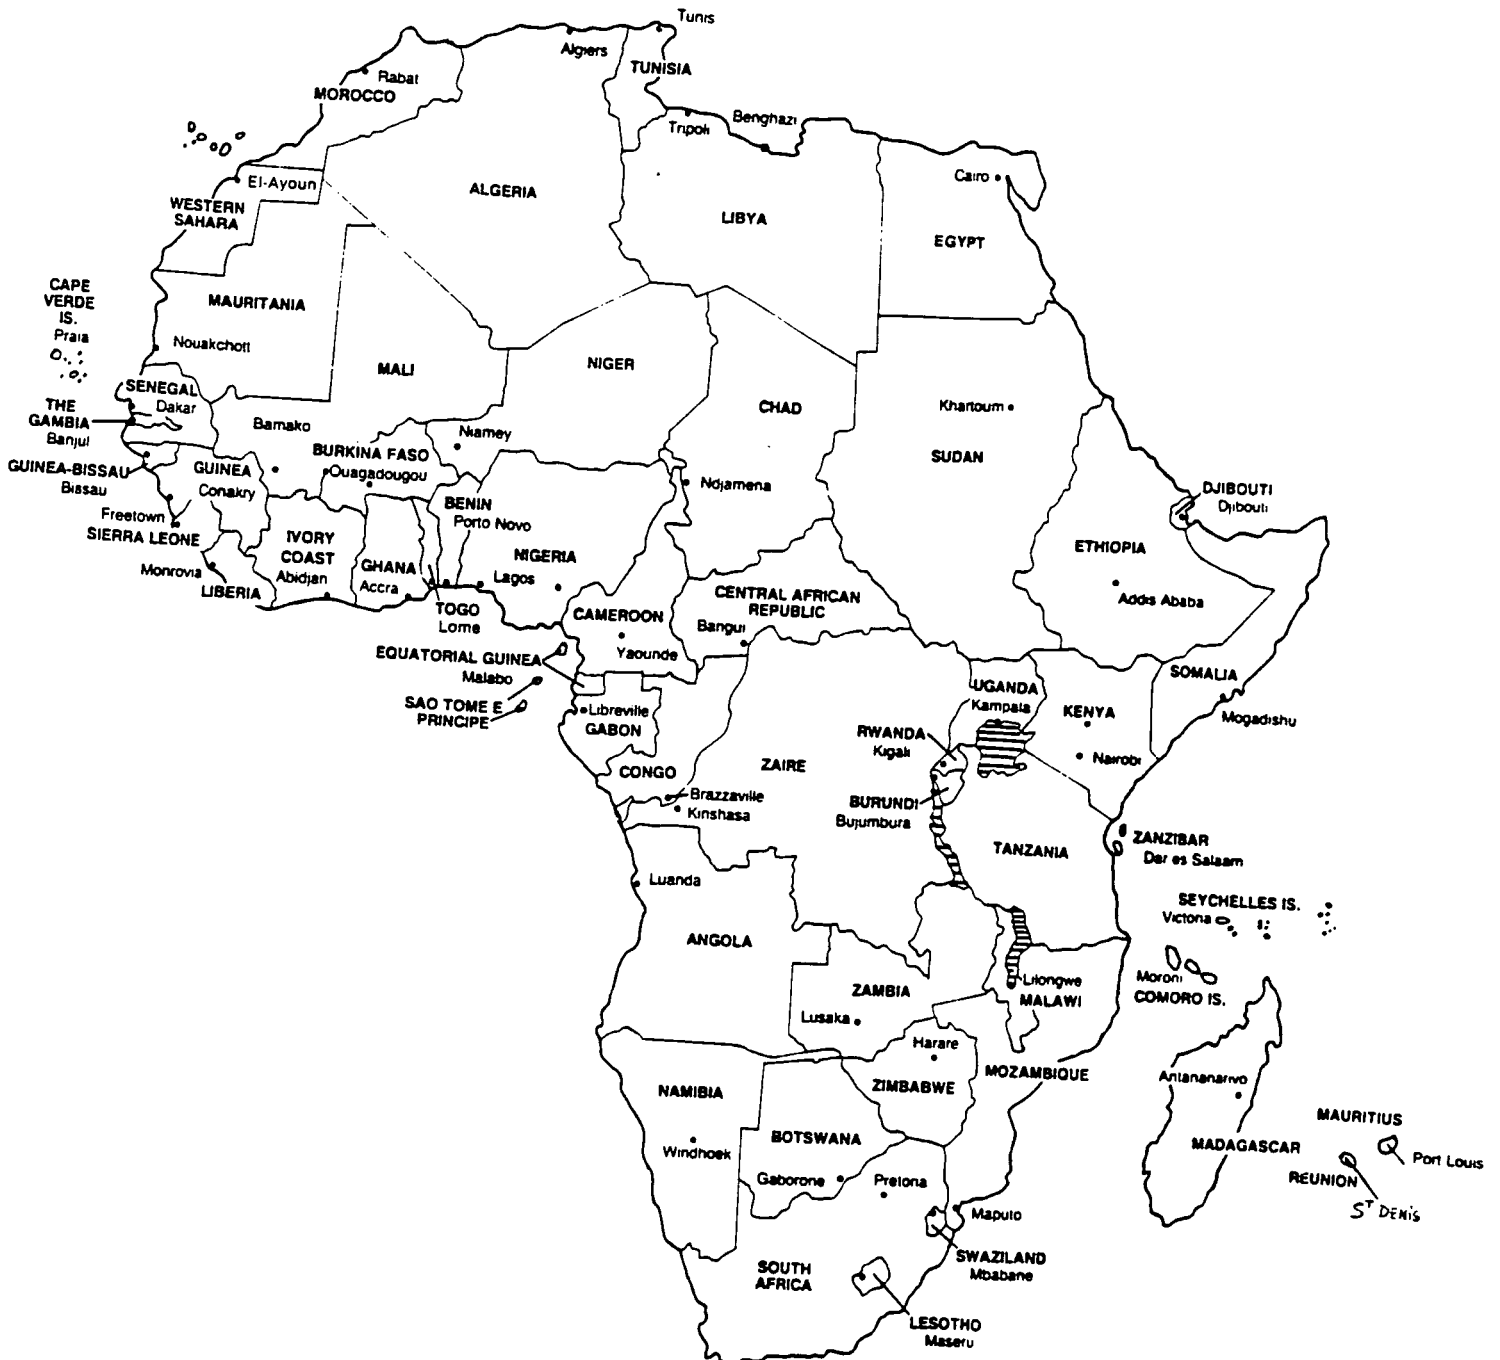 Tunis
Algiers
TUNISIA
Rabat
MOROCCO
Tripoli
Benghazi
El-Ayoun
WESTERN
SAHARA
ALGERIA
LIBYA
Cairo
EGYPT
CAPE
VERDE
IS.
Praia
MAURITANIA
Nouakchott
MALI
NIGER
CHAD
Khartoum
SUDAN
SENEGAL
Dakar
THE
GAMBIA
Banjul
Bamako
Niamey
BURKINA FASO
Ouagadougou
GUINEA-BISSAU
Bissau
GUINEA
Conakry
Ndjamena
DJIBOUTI
Djibouti
Freetown
SIERRA LEONE
BENIN
Porto Novo
IVORY
COAST
Abidjan
GHANA
Accra
NIGERIA
Lagos
ETHIOPIA
Addis Ababa
Monrovia
LIBERIA
TOGO
Lome
CAMEROON
Yaounde
CENTRAL AFRICAN
REPUBLIC
Bangui
EQUATORIAL GUINEA
Malabo
SAO TOME E
PRINCIPE
Libreville
GABON
UGANDA
Kampala
KENYA
Nairobi
SOMALIA
Mogadishu
RWANDA
Kigali
CONGO
Brazzaville
Kinshasa
ZAIRE
BURUNDI
Bujumbura
TANZANIA
ZANZIBAR
Dar es Salaam
Luanda
ANGOLA
SEYCHELLES IS.
Victoria
ZAMBIA
Lusaka
Lilongwe
MALAWI
Moroni
COMORO IS.
Harare
ZIMBABWE
MOZAMBIQUE
NAMIBIA
Windhoek
BOTSWANA
Gaborone
Pretoria
Antananarivo
MADAGASCAR
MAURITIUS
Port Louis
REUNION
ST DENIS
Maputo
SWAZILAND
Mbabane
SOUTH
AFRICA
LESOTHO
Maseru